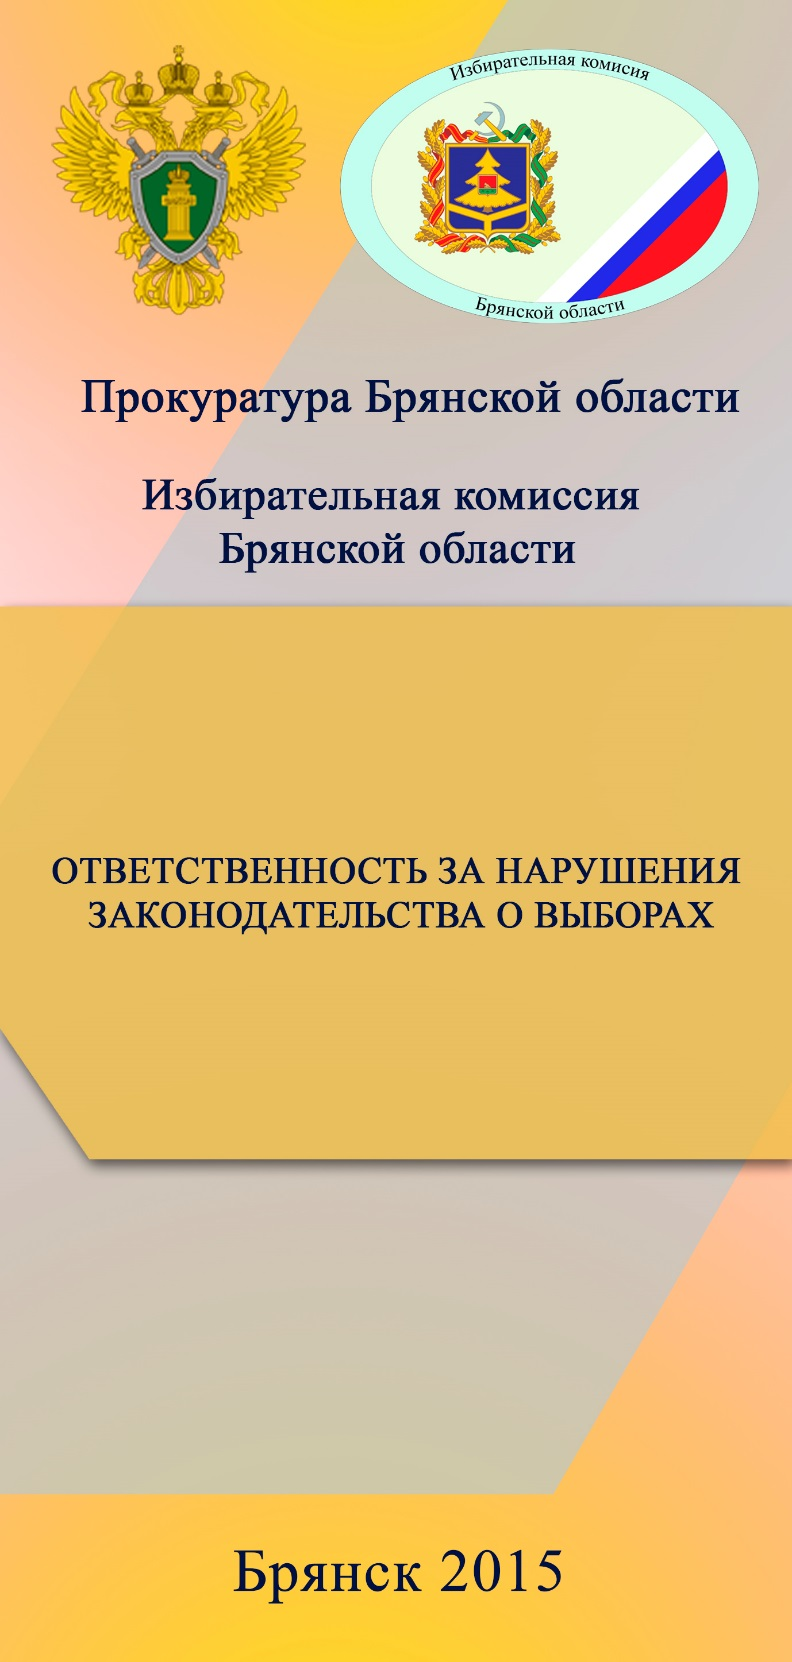 Избирательная комисия
Брянской области
Прокуратура Брянской области
Избирательная комиссия
Брянской области
ОТВЕТСТВЕННОСТЬ ЗА НАРУШЕНИЯ
ЗАКОНОДАТЕЛЬСТВА О ВЫБОРАХ
Брянск 2015